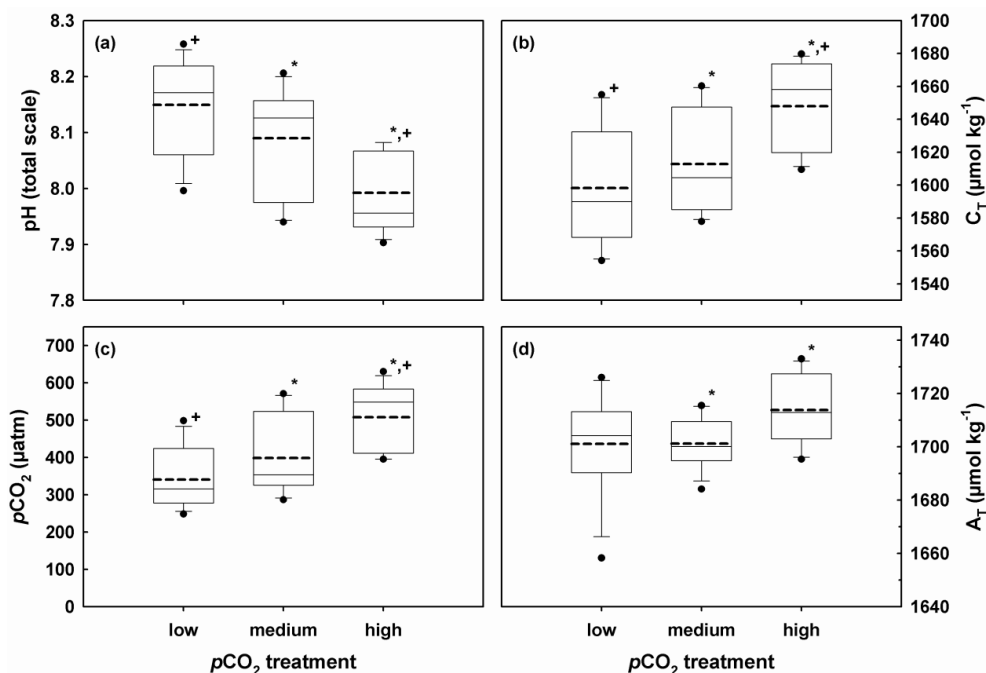 (a)
8.3
8.2
8.1
8.0
7.9
7.8
pH (total scale)
+
*
*,+
(b)
1700
1680
1660
1640
1620
1600
1580
1560
1540
C_T (µmol kg⁻¹)
+
*
*,+
(c)
700
600
500
400
300
200
100
0
pCO₂ (µatm)
+
*
*,+
low
medium
high
pCO₂ treatment
(d)
1740
1720
1700
1680
1660
1640
A_T (µmol kg⁻¹)
*
*
low
medium
high
pCO₂ treatment